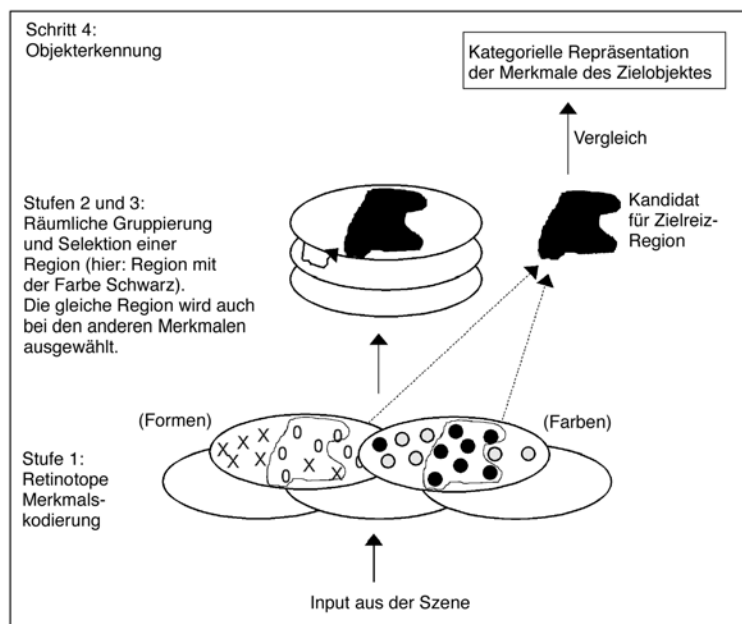 Schritt 4:
Objekterkennung
Kategorielle Repräsentation
der Merkmale des Zielobjektes
Vergleich
Stufen 2 und 3:
Räumliche Gruppierung
und Selektion einer
Region (hier: Region mit
der Farbe Schwarz).
Die gleiche Region wird auch
bei den anderen Merkmalen
ausgewählt.
Kandidat
für Zielreiz-
Region
(Formen)
(Farben)
Stufe 1:
Retinotope
Merkmals-
kodierung
Input aus der Szene